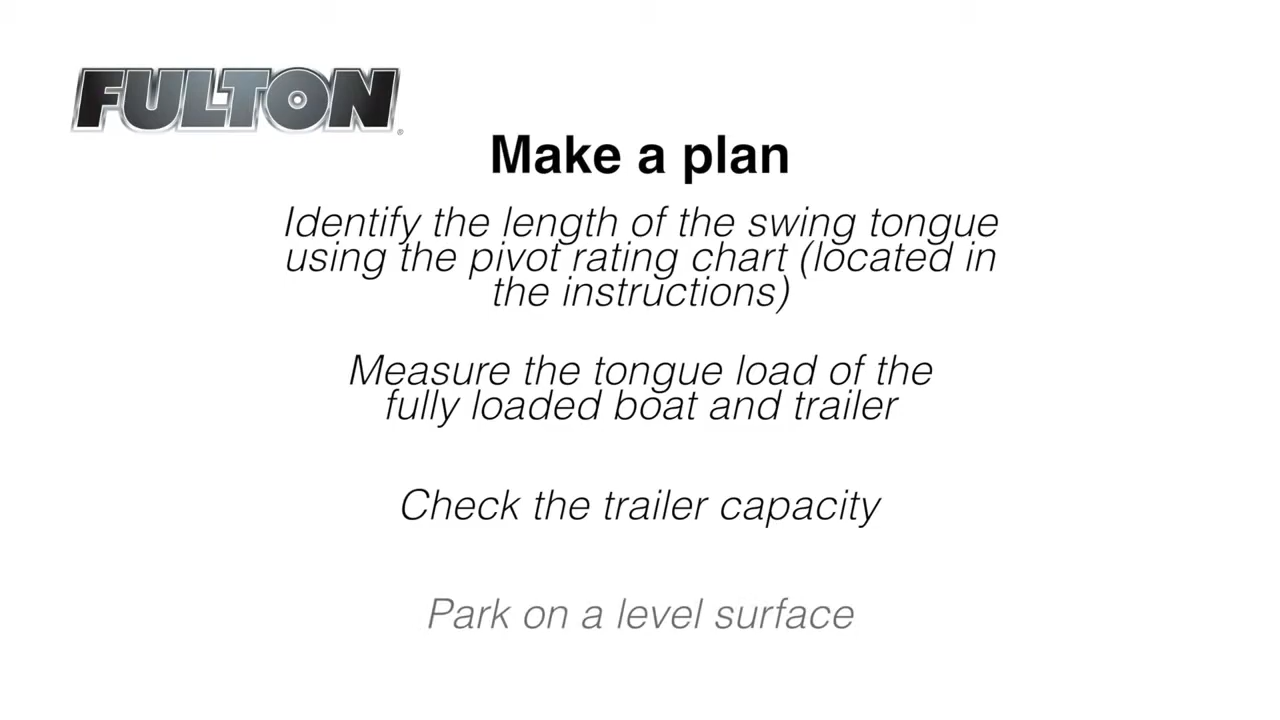 FULTON®
Make a plan
Identify the length of the swing tongue
using the pivot rating chart (located in
the instructions)
Measure the tongue load of the
fully loaded boat and trailer
Check the trailer capacity
Park on a level surface